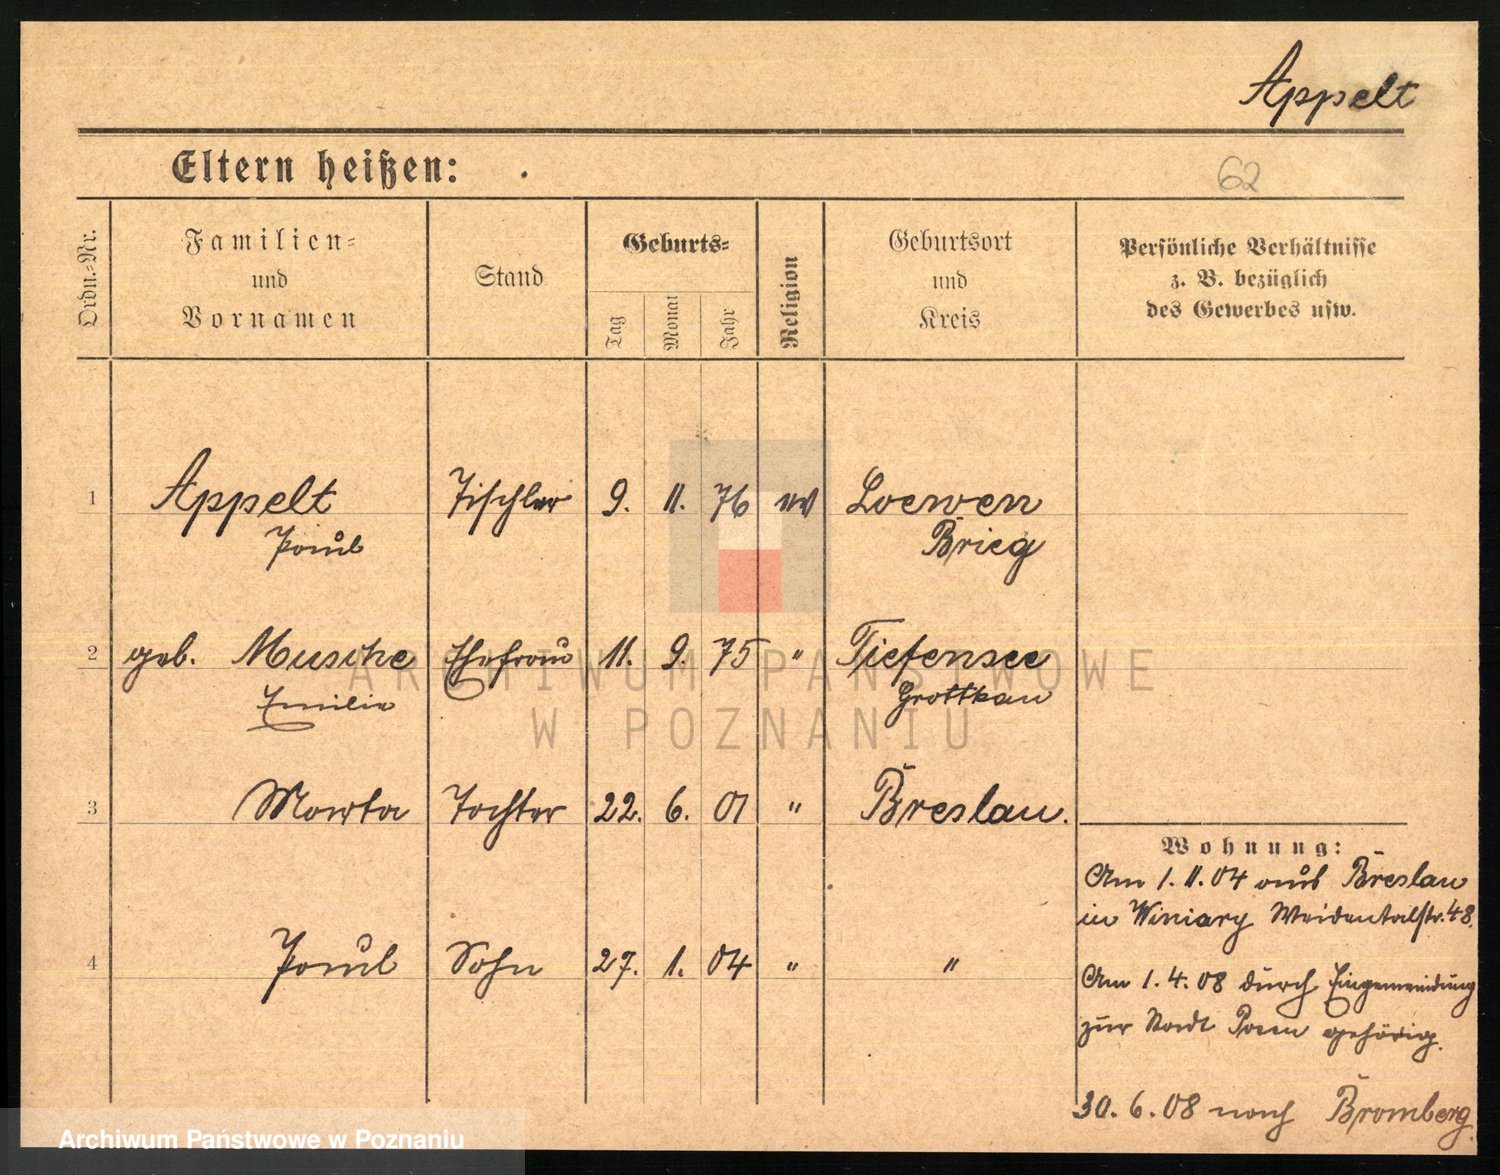 Appelt
Eltern heißen:
62
Ordn.-Nr.
Familien-
und
Vornamen
Stand
Geburts-
Tag
Monat
Jahr
Religion
Geburtsort
und
Kreis
Persönliche Verhältnisse
z. B. bezüglich
des Gewerbes usw.
1 Appelt Tischler 9. 11. 76 Loewen
Paul Brieg
2 geb. Musche Ehefrau 11. 9. 75 " Tiefensee
Emilie Grottkau
3 Marta Tochter 22. 6. 01 " Breslau.
4 Paul Sohn 27. 1. 04 " "
Wohnung:
Am 1.11.04 aus Breslau
in Winiary Weidentalstr. 48.
Am 1.4.08 durch Eingemeindung
zur Stadt Posen gehörig.
30.6.08 nach Bromberg.
ARCHIWUM PAŃSTWOWE
W POZNANIU
Archiwum Państwowe w Poznaniu